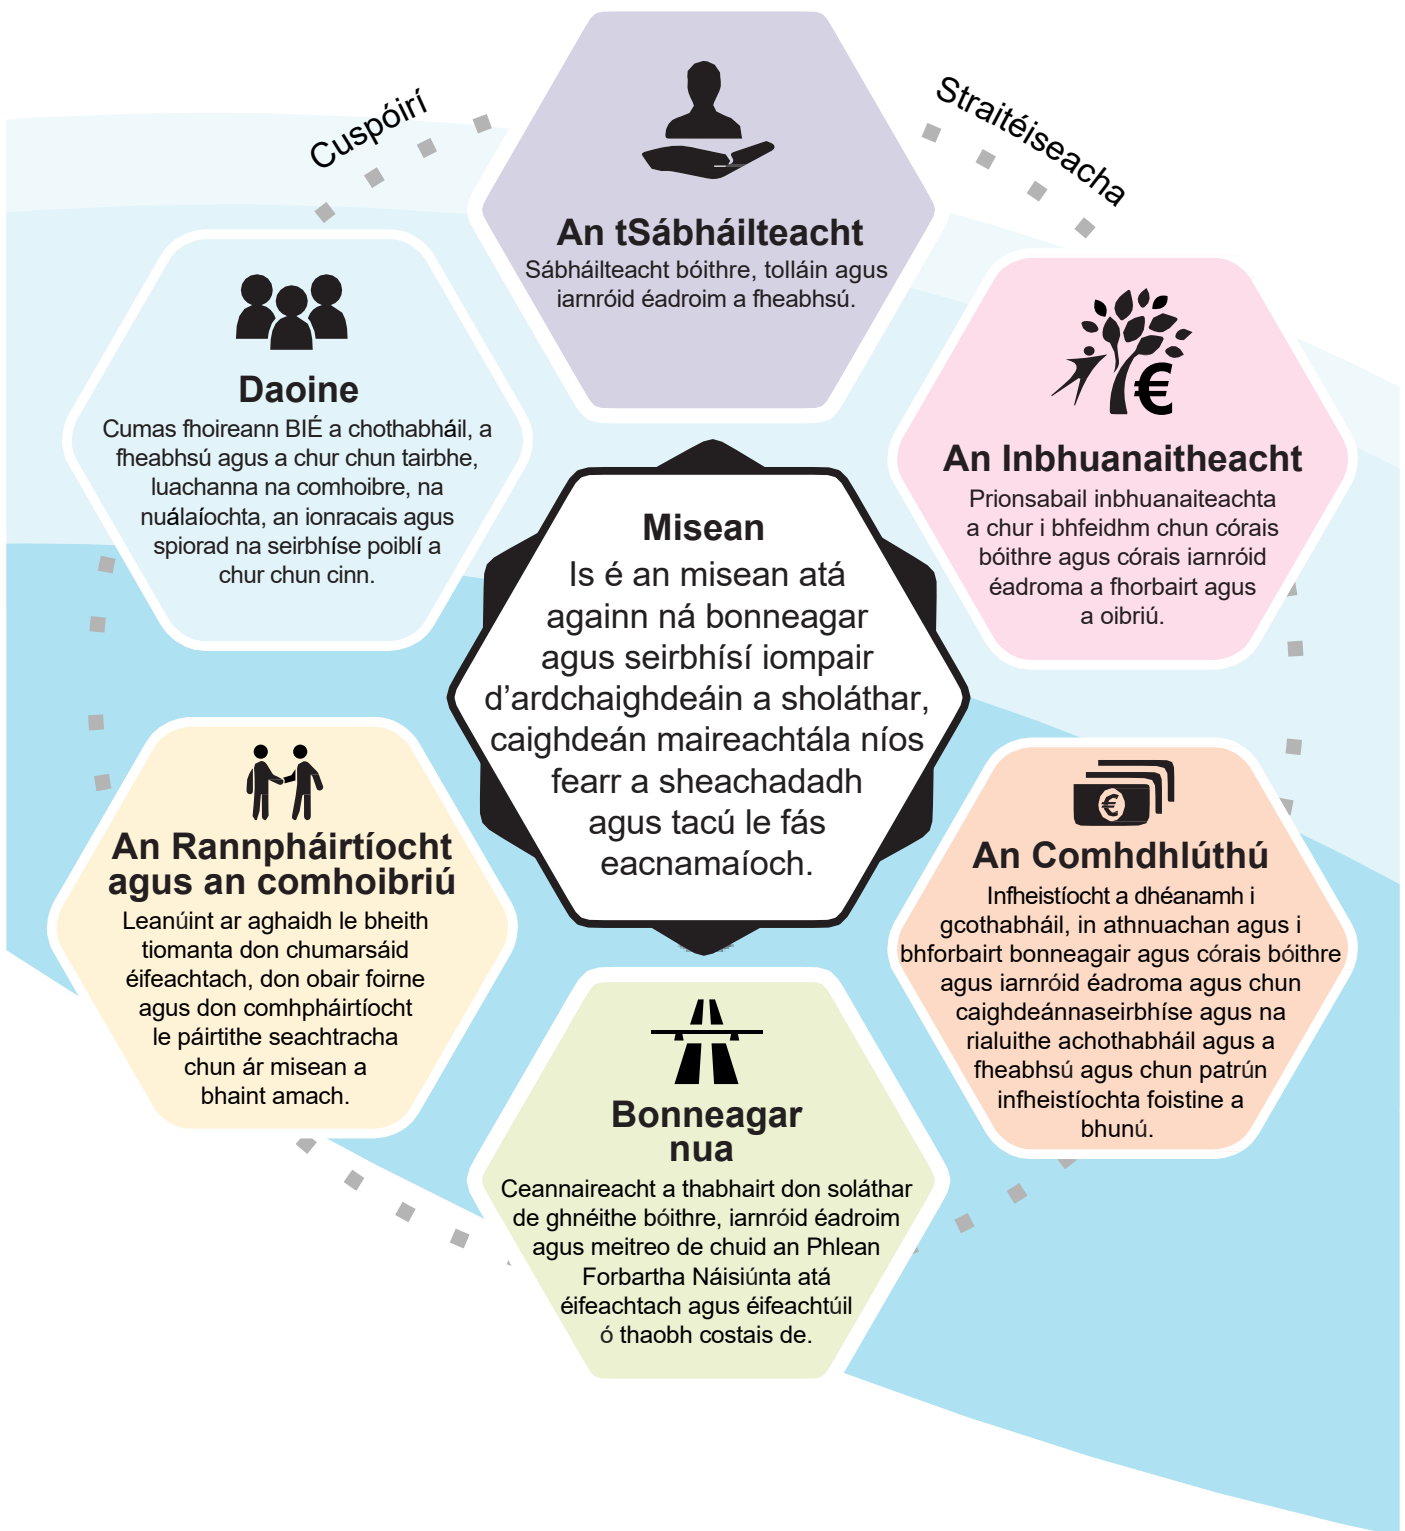 Cuspóirí
Straitéiseacha
An tSábháilteacht
Sábháilteacht bóithre, tolláin agus
iarnróid éadroim a fheabhsú.
Daoine
Cumas fhoireann BIÉ a chothabháil, a
fheabhsú agus a chur chun tairbhe,
luachanna na comhoibre, na
nuálaíochta, an ionracais agus
spiorad na seirbhíse poiblí a
chur chun cinn.
€
An Inbhuanaitheacht
Prionsabail inbhuanaiteachta
a chur i bhfeidhm chun córais
bóithre agus córais iarnróid
éadroma a fhorbairt agus
a oibriú.
Misean
Is é an misean atá
againn ná bonneagar
agus seirbhísí iompair
d’ardchaighdeáin a sholáthar,
caighdeán maireachtála níos
fearr a sheachadadh
agus tacú le fás
eacnamaíoch.
An Rannpháirtíocht
agus an comhoibriú
Leanúint ar aghaidh le bheith
tiomanta don chumarsáid
éifeachtach, don obair foirne
agus don comhpháirtíocht
le páirtithe seachtracha
chun ár misean a
bhaint amach.
€
An Comhdhlúthú
Infheistíocht a dhéanamh i
gcothabháil, in athnuachan agus i
bhforbairt bonneagair agus córais bóithre
agus iarnróid éadroma agus chun
caighdeánnaseirbhíse agus na
rialuithe achothabháil agus a
fheabhsú agus chun patrún
infheistíochta foistine a
bhunú.
Bonneagar
nua
Ceannaireacht a thabhairt don soláthar
de ghnéithe bóithre, iarnróid éadroim
agus meitreo de chuid an Phlean
Forbartha Náisiúnta atá
éifeachtach agus éifeachtúil
ó thaobh costais de.